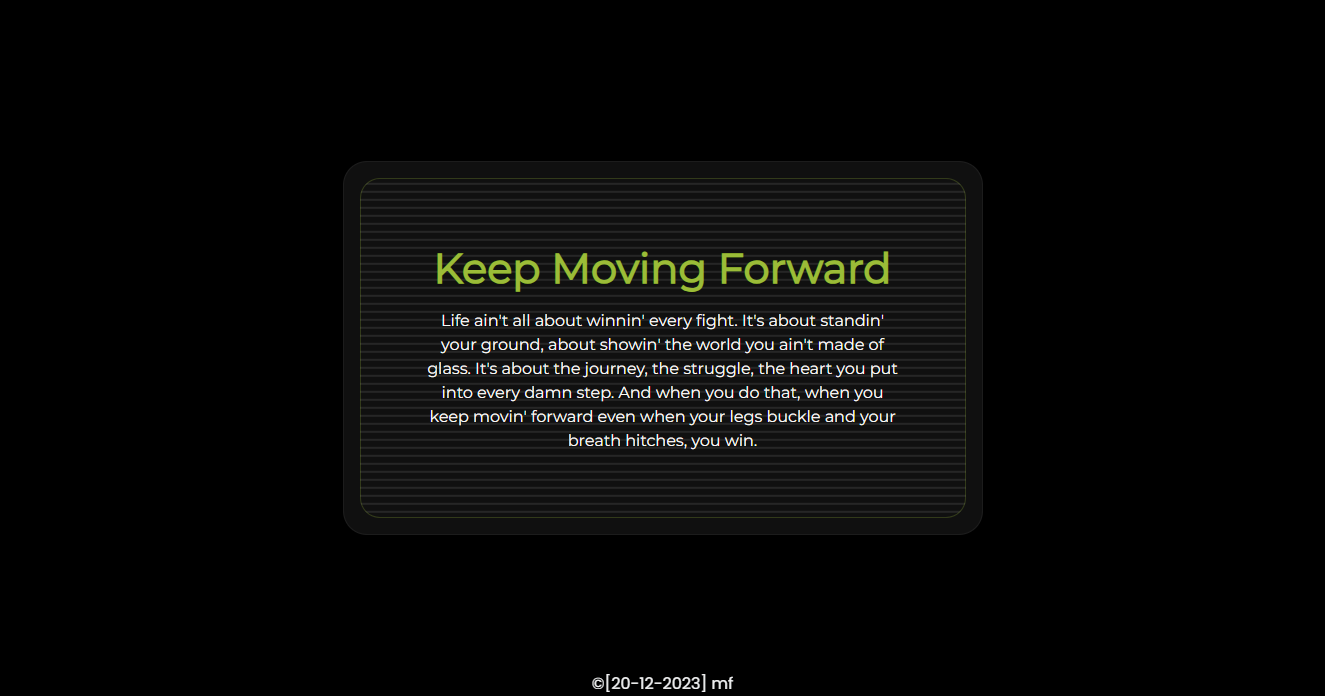 Keep Moving Forward
Life ain't all about winnin' every fight. It's about standin'
your ground, about showin' the world you ain't made of
glass. It's about the journey, the struggle, the heart you put
into every damn step. And when you do that, when you
keep movin' forward even when your legs buckle and your
breath hitches, you win.
©[20-12-2023] mf